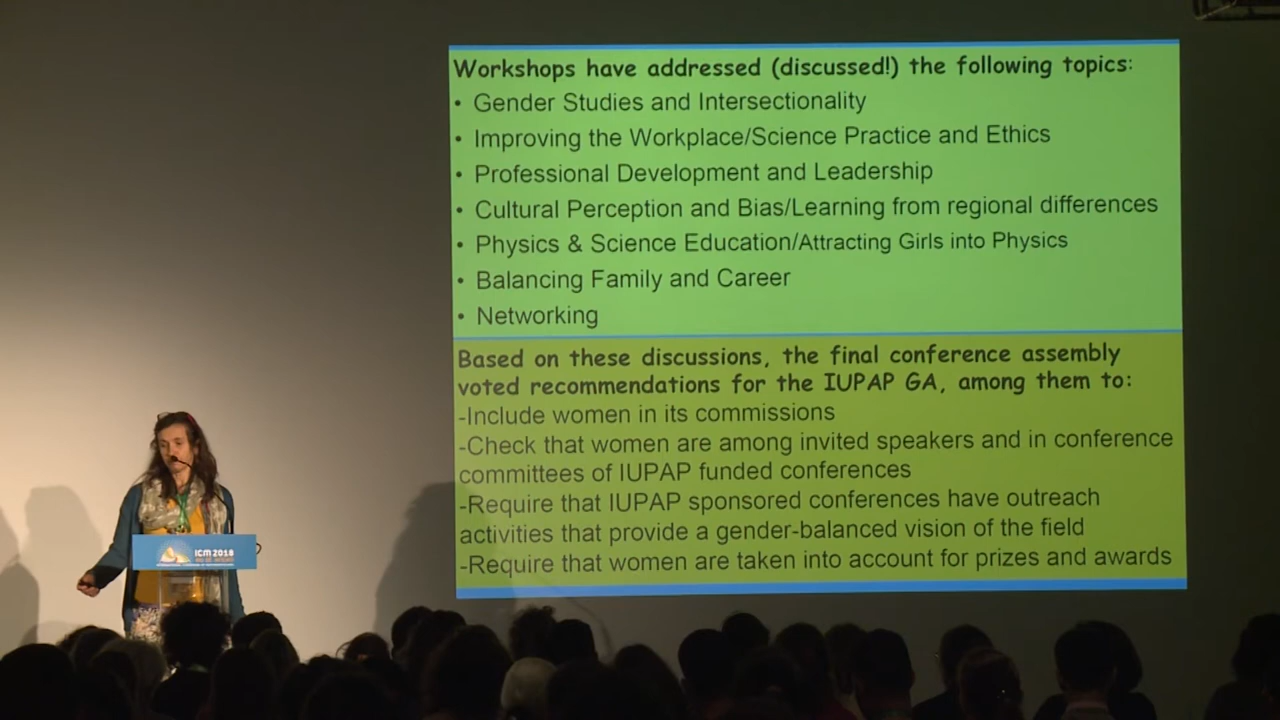 Workshops have addressed (discussed!) the following topics:
• Gender Studies and Intersectionality
• Improving the Workplace/Science Practice and Ethics
• Professional Development and Leadership
• Cultural Perception and Bias/Learning from regional differences
• Physics & Science Education/Attracting Girls into Physics
• Balancing Family and Career
• Networking
Based on these discussions, the final conference assembly
voted recommendations for the IUPAP GA, among them to:
-Include women in its commissions
-Check that women are among invited speakers and in conference
committees of IUPAP funded conferences
-Require that IUPAP sponsored conferences have outreach
activities that provide a gender-balanced vision of the field
-Require that women are taken into account for prizes and awards
ICM 2018